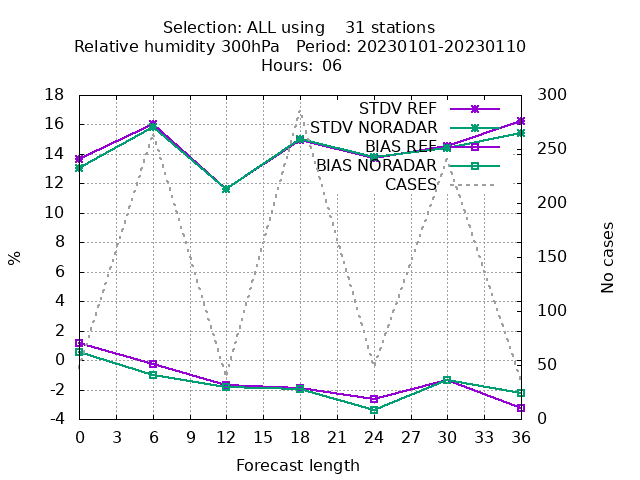 Selection: ALL using    31 stations
Relative humidity 300hPa   Period: 20230101-20230110
Hours: 06
STDV REF
STDV NORADAR
BIAS REF
BIAS NORADAR
CASES
18
16
14
12
10
8
6
4
2
0
-2
-4
%
300
250
200
150
100
50
0
No cases
0 3 6 9 12 15 18 21 24 27 30 33 36
Forecast length